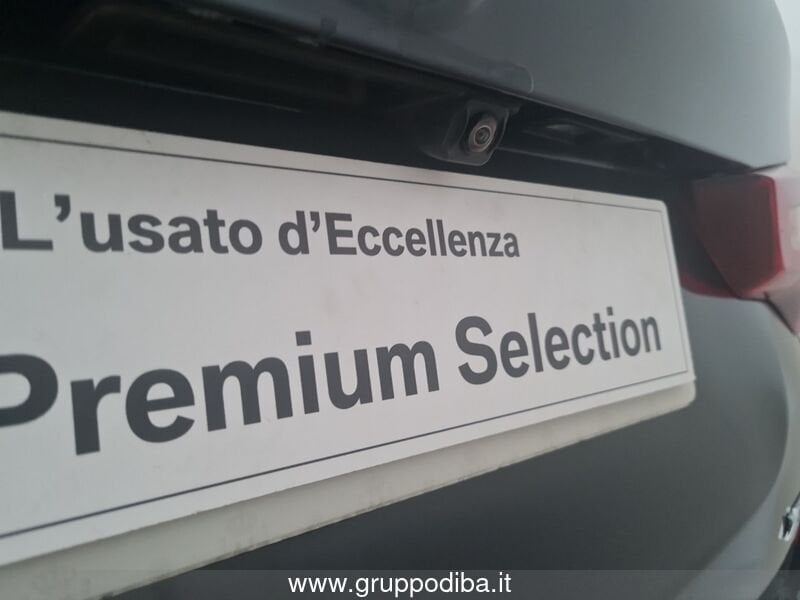 L'usato d'Eccellenza
Premium Selection
www.gruppodiba.it